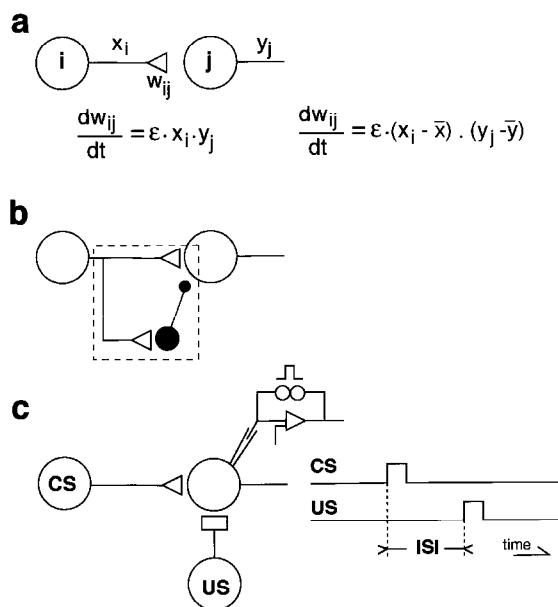 a
i x_i w_ij j y_j
dw_ij/dt = ε · x_i · y_j
dw_ij/dt = ε · (x_i - x̄) . (y_j - ȳ)
b
c
CS
US
CS
US
ISI
time